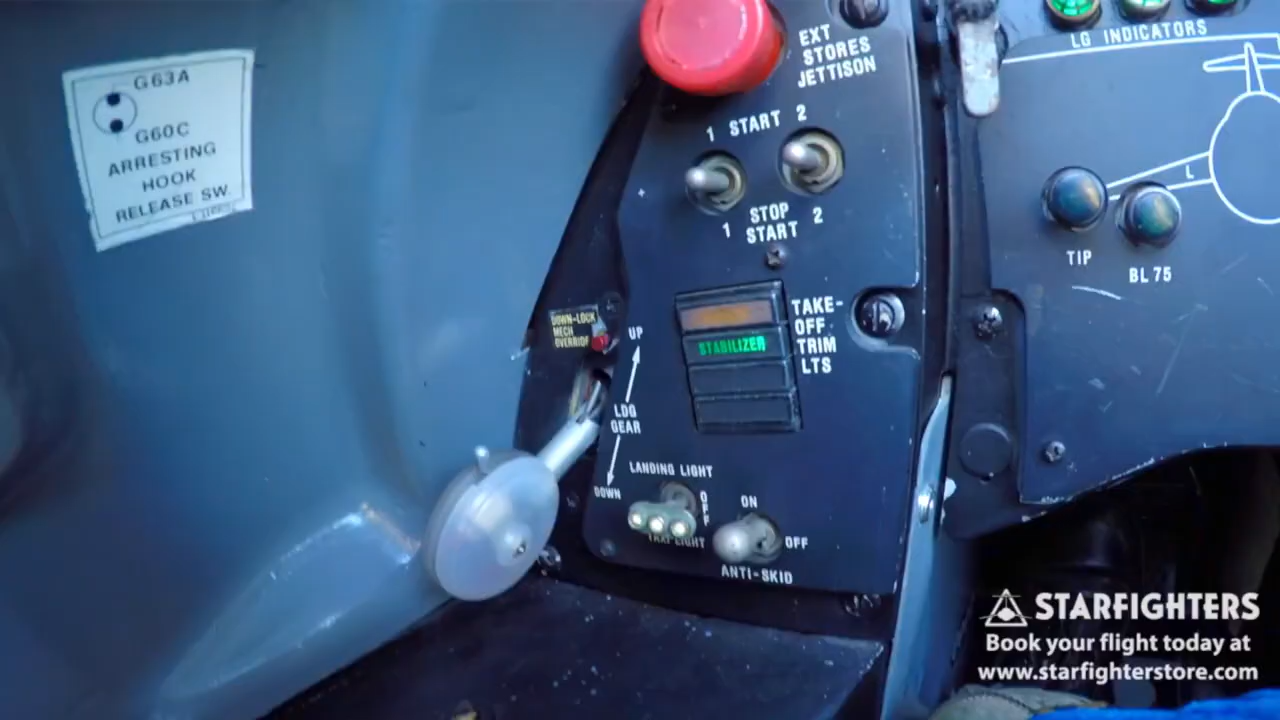 G63A
G60C
ARRESTING
HOOK
RELEASE SW.
EXT
STORES
JETTISON
1 START 2
STOP
1 START 2
DOWN-LOCK
MECH
OVERRIDE
UP
LDG
GEAR
DOWN
TAKE-
OFF
TRIM
LTS
STABILIZER
LANDING LIGHT
OFF
TAXI LIGHT
ON
OFF
ANTI-SKID
LG INDICATORS
L
TIP
BL 75
STARFIGHTERS
Book your flight today at
www.starfighterstore.com